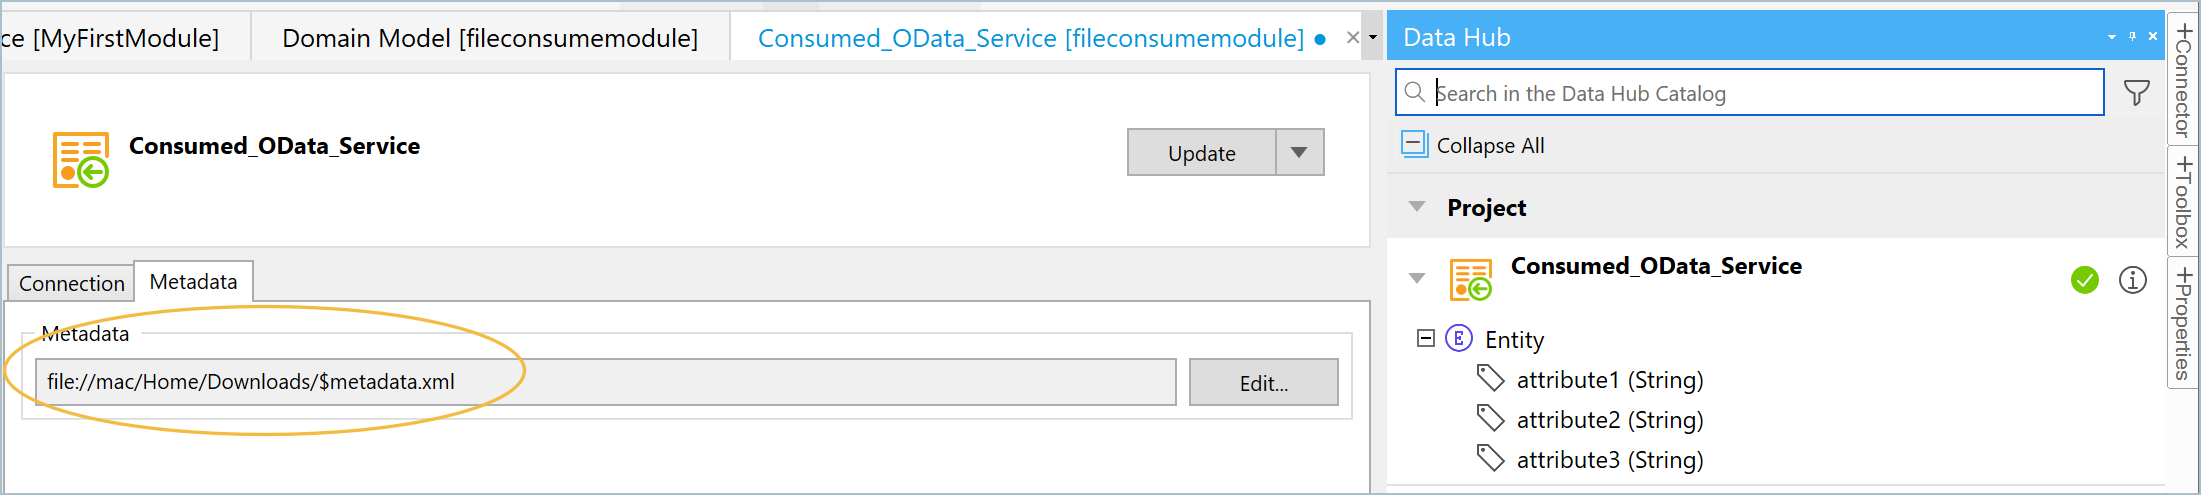 ce [MyFirstModule]
Domain Model [fileconsumemodule]
Consumed_OData_Service [fileconsumemodule]
Consumed_OData_Service
Update
Connection
Metadata
Metadata
file://mac/Home/Downloads/$metadata.xml
Edit...
Data Hub
Search in the Data Hub Catalog
Collapse All
Project
Consumed_OData_Service
E Entity
attribute1 (String)
attribute2 (String)
attribute3 (String)
Connector
Toolbox
Properties